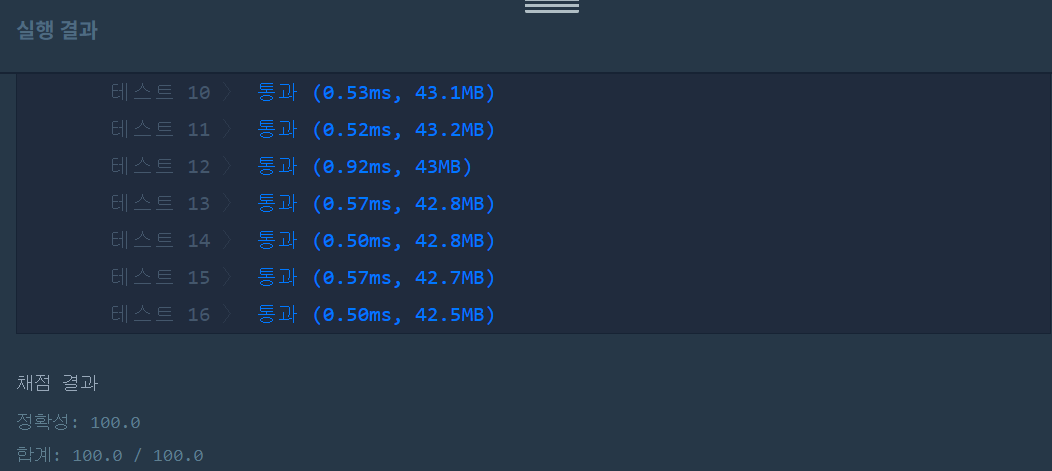 실행 결과
테스트 10 〉 통과 (0.53ms, 43.1MB)
테스트 11 〉 통과 (0.52ms, 43.2MB)
테스트 12 〉 통과 (0.92ms, 43MB)
테스트 13 〉 통과 (0.57ms, 42.8MB)
테스트 14 〉 통과 (0.50ms, 42.8MB)
테스트 15 〉 통과 (0.57ms, 42.7MB)
테스트 16 〉 통과 (0.50ms, 42.5MB)
채점 결과
정확성: 100.0
합계: 100.0 / 100.0